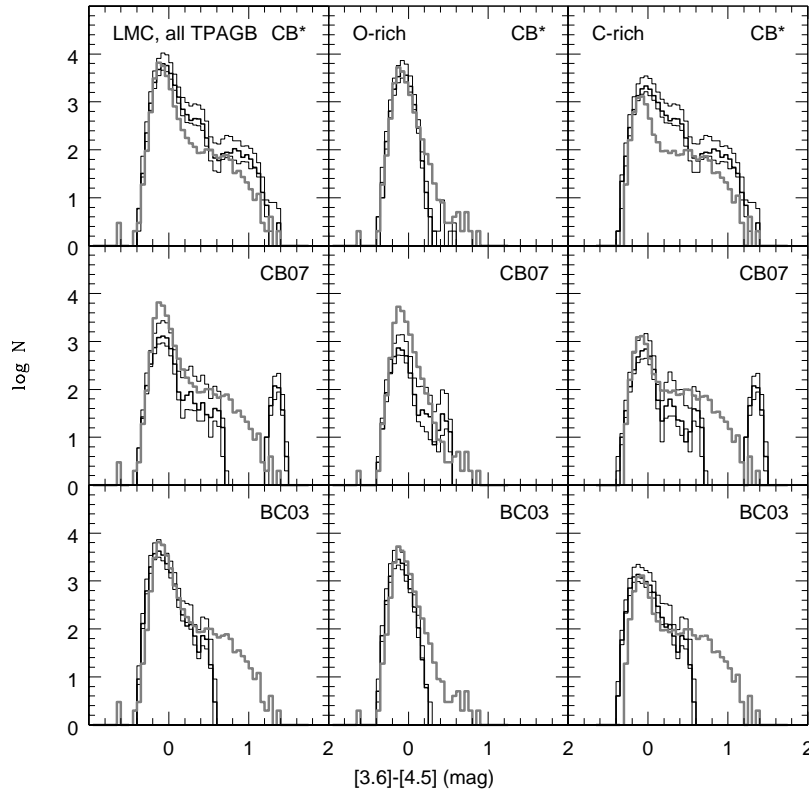 LMC, all TPAGB CB*
O-rich CB*
C-rich CB*
5
4
3
2
1
0
CB07
CB07
CB07
4
3
2
1
0
BC03
BC03
BC03
4
3
2
1
0
log N
0 1 2 0 1 2 0 1 2
[3.6]-[4.5] (mag)